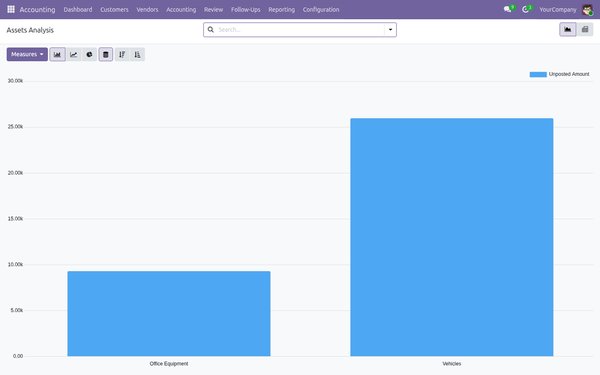 Accounting Dashboard Customers Vendors Accounting Review Follow-Ups Reporting Configuration YourCompany
Assets Analysis Search...
Measures
Unposted Amount
30.00k
25.00k
20.00k
15.00k
10.00k
5.00k
0.00
Office Equipment Vehicles